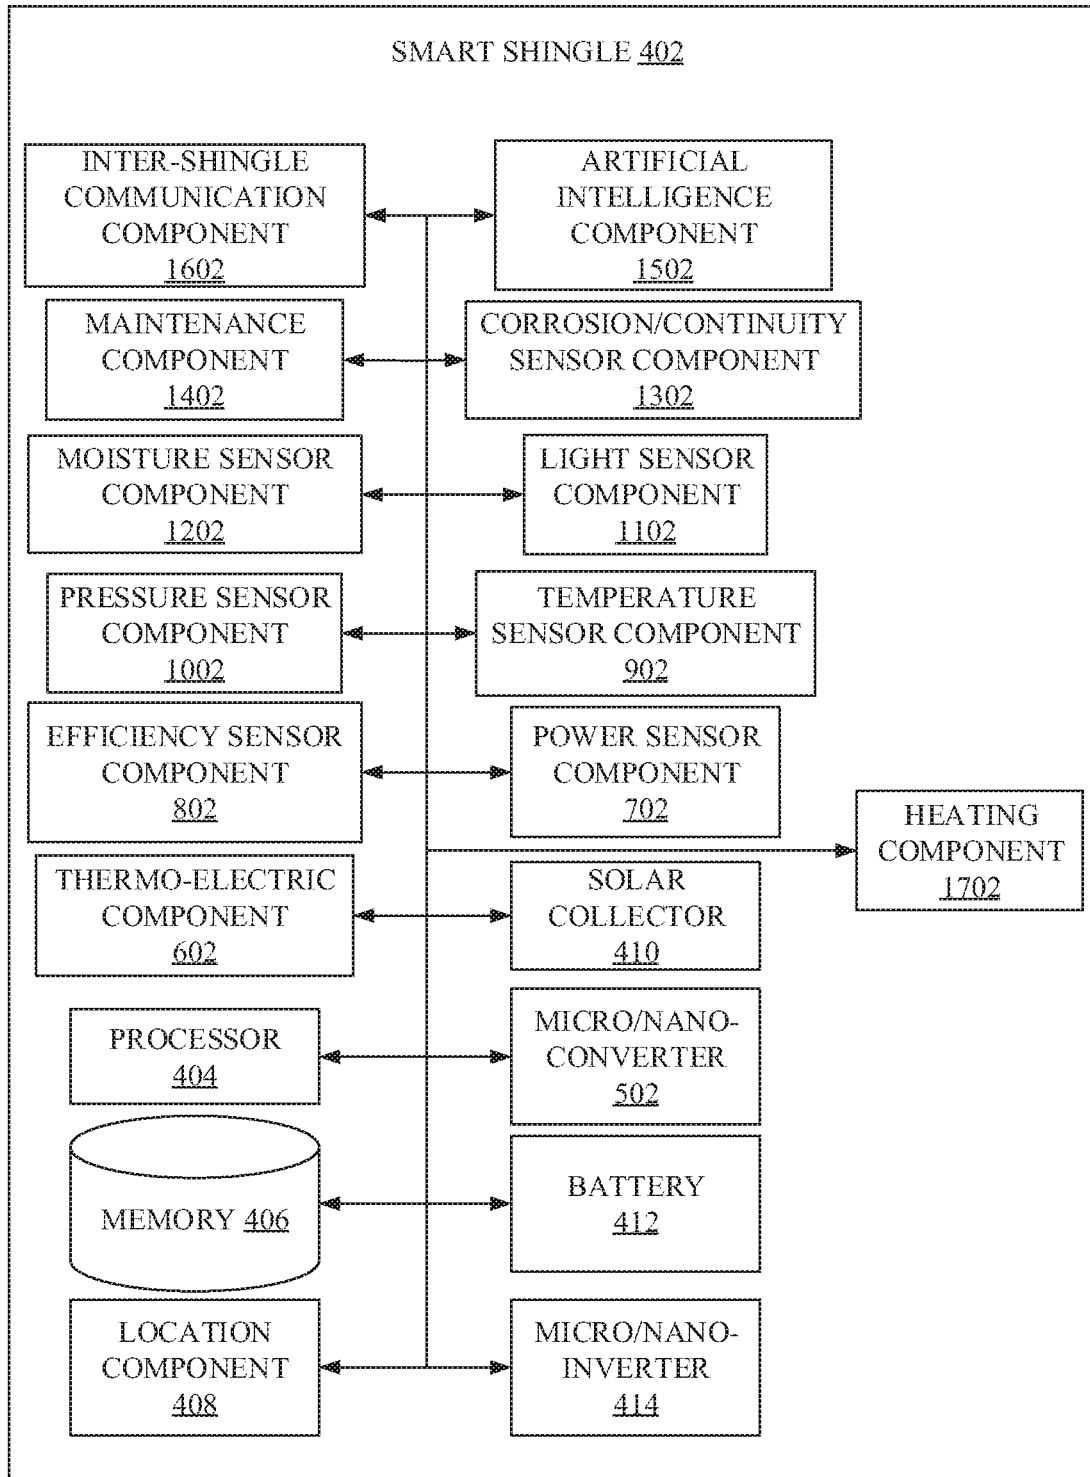 SMART SHINGLE 402
INTER-SHINGLE
COMMUNICATION
COMPONENT
1602
ARTIFICIAL
INTELLIGENCE
COMPONENT
1502
MAINTENANCE
COMPONENT
1402
CORROSION/CONTINUITY
SENSOR COMPONENT
1302
MOISTURE SENSOR
COMPONENT
1202
LIGHT SENSOR
COMPONENT
1102
PRESSURE SENSOR
COMPONENT
1002
TEMPERATURE
SENSOR COMPONENT
902
EFFICIENCY SENSOR
COMPONENT
802
POWER SENSOR
COMPONENT
702
HEATING
COMPONENT
1702
THERMO-ELECTRIC
COMPONENT
602
SOLAR
COLLECTOR
410
PROCESSOR
404
MICRO/NANO-
CONVERTER
502
MEMORY 406
BATTERY
412
LOCATION
COMPONENT
408
MICRO/NANO-
INVERTER
414